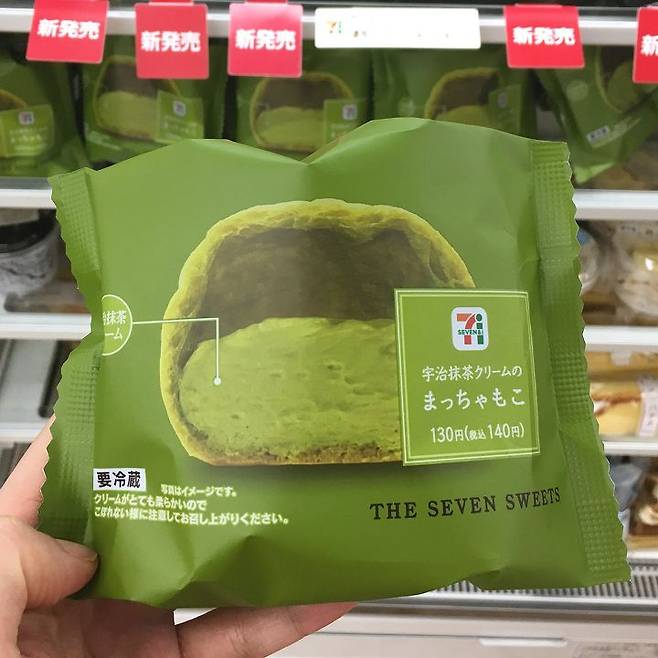 新発売
新発売
新発売
新発売
新発売
抹茶
ーム
SEVEN & i
宇治抹茶クリームの
まっちゃもこ
130円(税込 140円)
要冷蔵
写真はイメージです。
クリームがとても柔らかいので
こぼれない様に注意してお召し上がりください。
THE SEVEN SWEETS